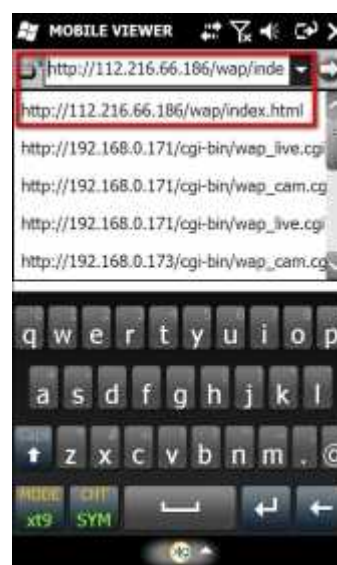 MOBILE VIEWER
http://112.216.66.186/wap/inde
http://112.216.66.186/wap/index.html
http://192.168.0.171/cgi-bin/wap_live.cgi
http://192.168.0.171/cgi-bin/wap_cam.cg
http://192.168.0.171/cgi-bin/wap_live.cgi
http://192.168.0.173/cgi-bin/wap_cam.cg
q w e r t y u i o p
a s d f g h j k l
z x c v b n m . @
MODE CHT
xt9 SYM